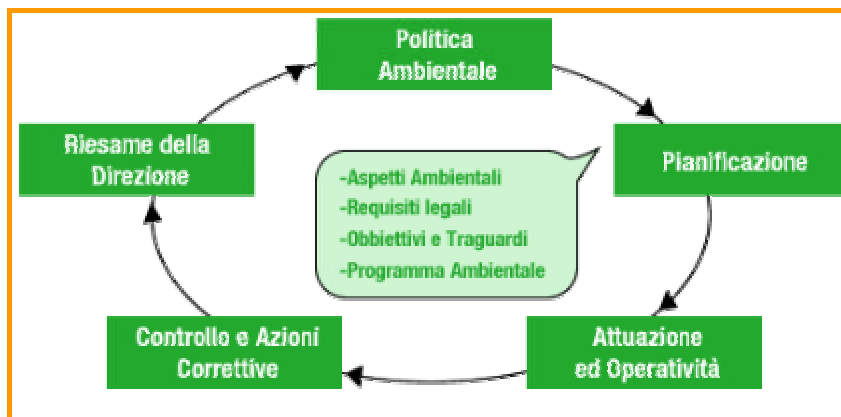 Politica
Ambientale
Riesame della
Direzione
Pianificazione
-Aspetti Ambientali
-Requisiti legali
-Obbiettivi e Traguardi
-Programma Ambientale
Controllo e Azioni
Correttive
Attuazione
ed Operatività